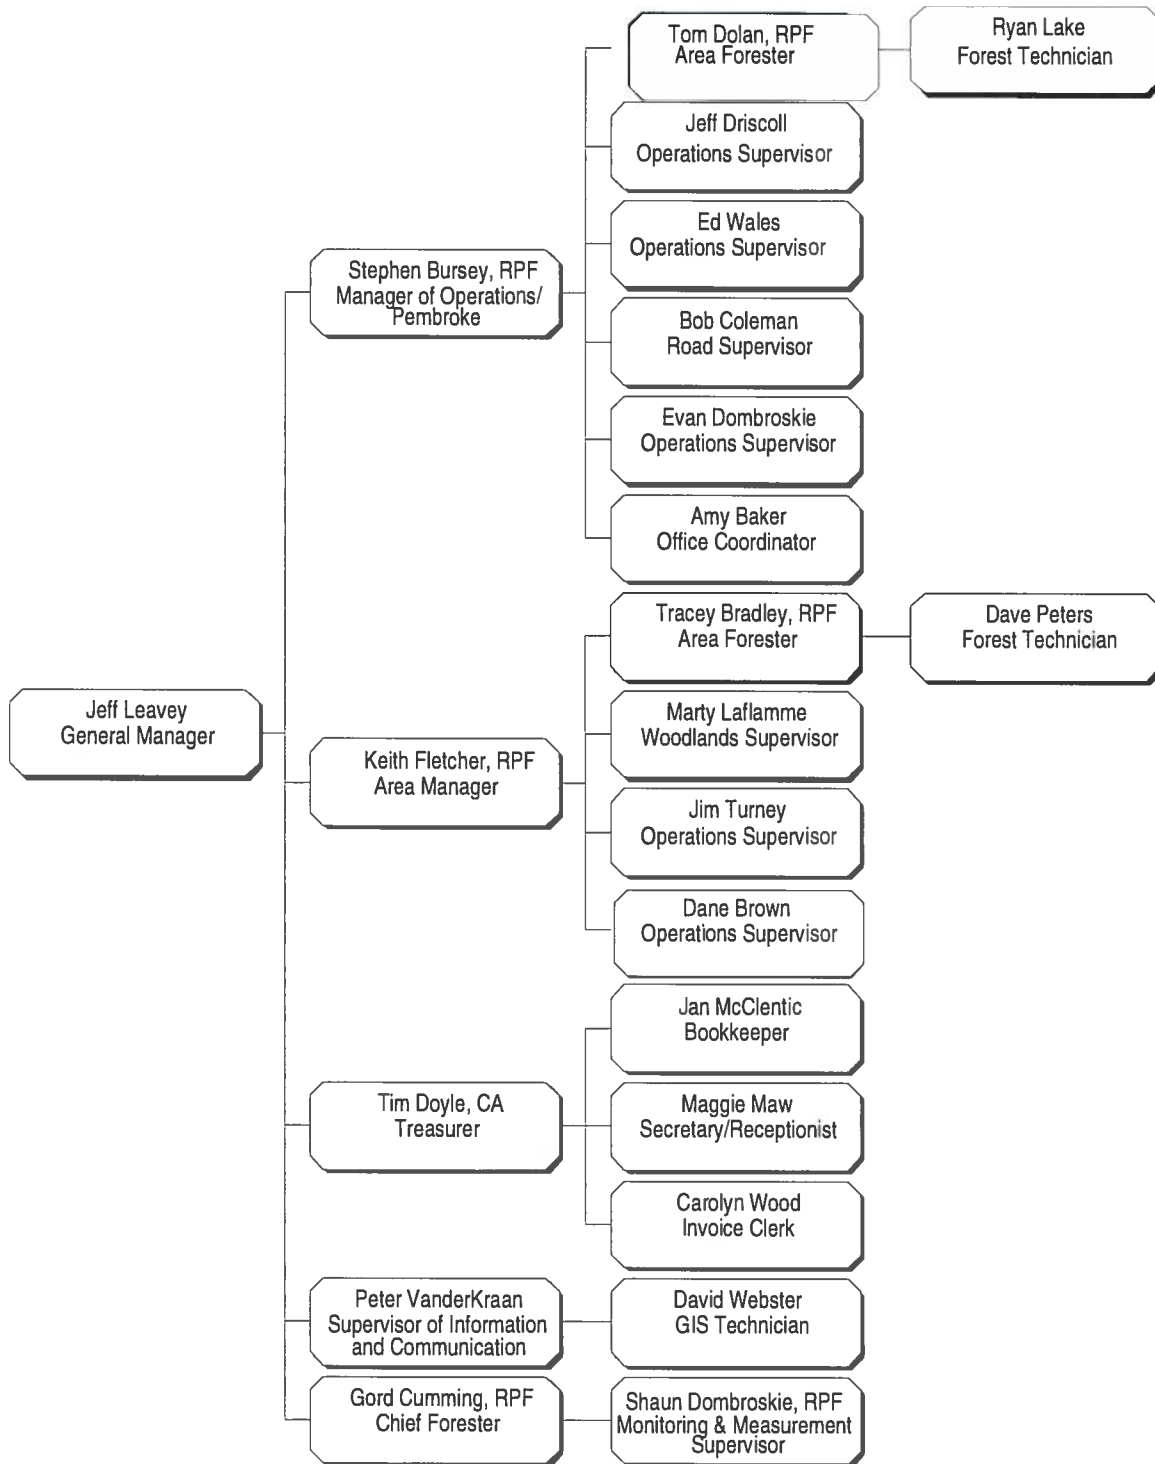 Tom Dolan, RPF
Area Forester
Ryan Lake
Forest Technician
Jeff Driscoll
Operations Supervisor
Ed Wales
Operations Supervisor
Stephen Bursey, RPF
Manager of Operations/
Pembroke
Bob Coleman
Road Supervisor
Evan Dombroskie
Operations Supervisor
Amy Baker
Office Coordinator
Tracey Bradley, RPF
Area Forester
Dave Peters
Forest Technician
Jeff Leavey
General Manager
Marty Laflamme
Woodlands Supervisor
Keith Fletcher, RPF
Area Manager
Jim Turney
Operations Supervisor
Dane Brown
Operations Supervisor
Jan McClentic
Bookkeeper
Tim Doyle, CA
Treasurer
Maggie Maw
Secretary/Receptionist
Carolyn Wood
Invoice Clerk
Peter VanderKraan
Supervisor of Information
and Communication
David Webster
GIS Technician
Gord Cumming, RPF
Chief Forester
Shaun Dombroskie, RPF
Monitoring & Measurement
Supervisor